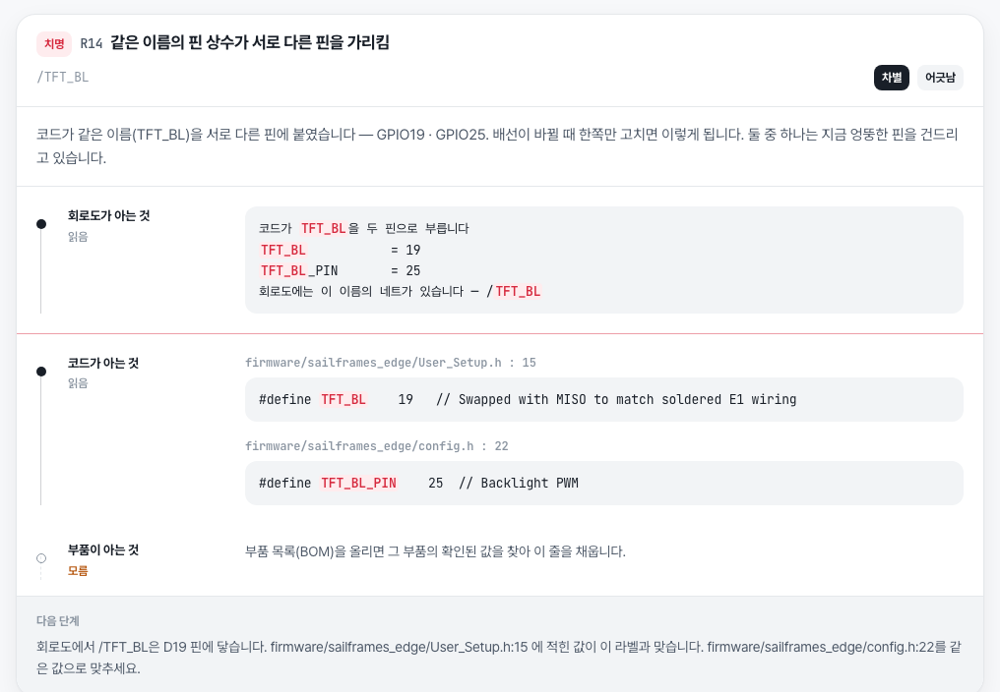 치명 R14 같은 이름의 핀 상수가 서로 다른 핀을 가리킴
/TFT_BL
차별 어긋남
코드가 같은 이름(TFT_BL)을 서로 다른 핀에 붙였습니다 — GPIO19 · GPIO25. 배선이 바뀔 때 한쪽만 고치면 이렇게 됩니다. 둘 중 하나는 지금 엉뚱한 핀을 건드리
고 있습니다.
회로도가 아는 것
읽음
코드가 TFT_BL을 두 핀으로 부릅니다
TFT_BL = 19
TFT_BL_PIN = 25
회로도에는 이 이름의 네트가 있습니다 — /TFT_BL
코드가 아는 것
읽음
firmware/sailframes_edge/User_Setup.h : 15
#define TFT_BL 19 // Swapped with MISO to match soldered E1 wiring
firmware/sailframes_edge/config.h : 22
#define TFT_BL_PIN 25 // Backlight PWM
부품이 아는 것
모름
부품 목록(BOM)을 올리면 그 부품의 확인된 값을 찾아 이 줄을 채웁니다.
다음 단계
회로도에서 /TFT_BL은 D19 핀에 닿습니다. firmware/sailframes_edge/User_Setup.h:15 에 적힌 값이 이 라벨과 맞습니다. firmware/sailframes_edge/config.h:22를 같
은 값으로 맞추세요.